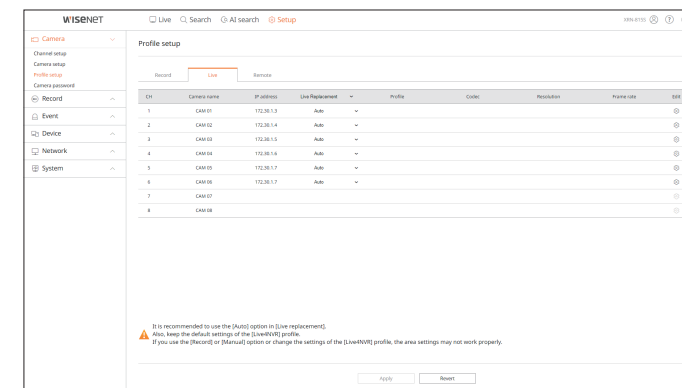 WISENET
Live Search AI search Setup
Camera
Channel setup
Camera setup
Profile setup
Camera password
Record
Event
Device
Network
System
Profile setup
Record Live Remote
CH Camera name IP address Live Replacement Profile Codec Resolution Frame rate Edit
1 CAM 01 172.30.1.3 Auto
2 CAM 02 172.30.1.4 Auto
3 CAM 03 172.30.1.5 Auto
4 CAM 04 172.30.1.6 Auto
5 CAM 05 172.30.1.7 Auto
6 CAM 06 172.30.1.7 Auto
7 CAM 07
8 CAM 08
It is recommended to use the [Auto] option in [Live replacement].
Also, keep the default settings of the [Live4NVR] profile.
If you use the [Record] or [Manual] option or change the settings of the [Live4NVR] profile, the area settings may not work properly.
Apply Revert